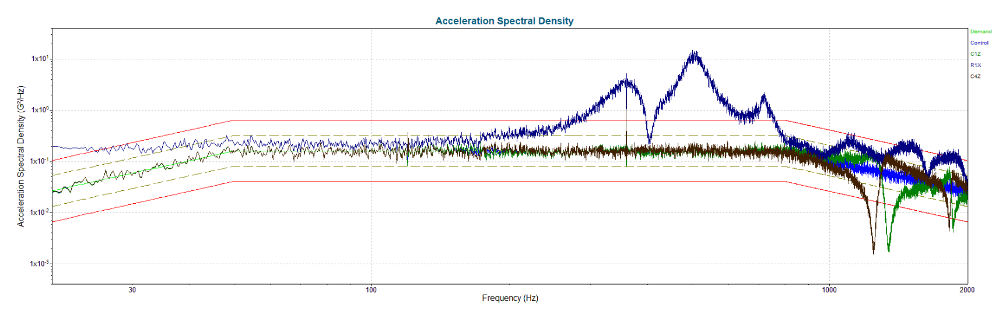 Acceleration Spectral Density
Acceleration Spectral Density (G²/Hz)
1x10¹
1x10⁰
1x10⁻¹
1x10⁻²
1x10⁻³
30
100
1000
2000
Frequency (Hz)
Demand
Control
C1Z
R1X
C4Z